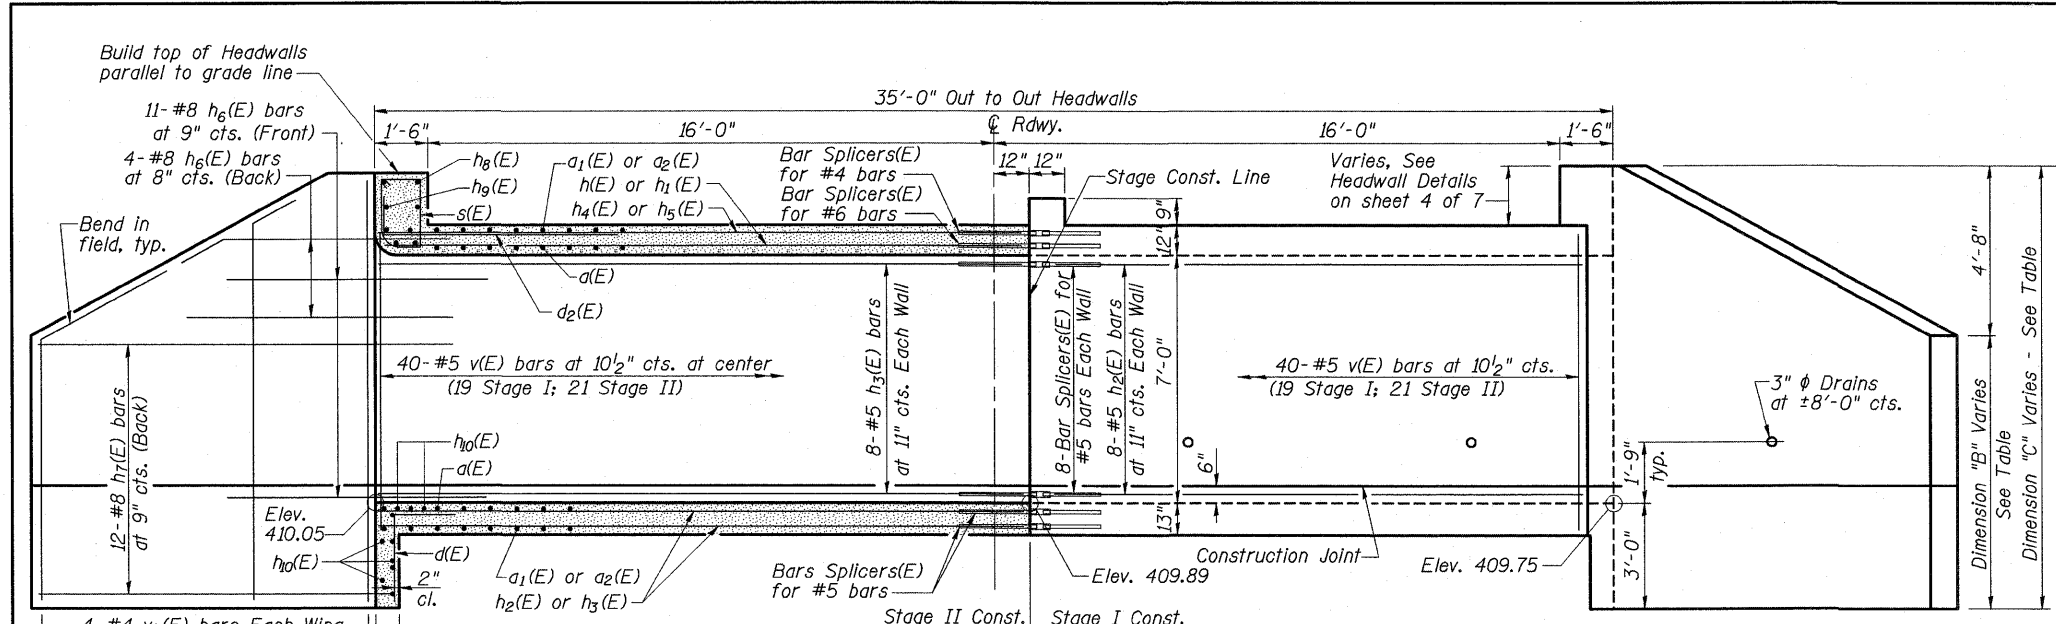 Build top of Headwalls
parallel to grade line
11-#8 h6(E) bars
at 9" cts. (Front)
4-#8 h6(E) bars
at 8" cts. (Back)
Bend in
field, typ.
35'-0" Out to Out Headwalls
1'-6"
16'-0"
℄ Rdwy.
16'-0"
1'-6"
h8(E)
h9(E)
s(E)
a1(E) or a2(E)
h(E) or h1(E)
h4(E) or h5(E)
Bar Splicers(E)
for #4 bars
Bar Splicers(E)
for #6 bars
12" 12"
Stage Const. Line
Varies, See
Headwall Details
on sheet 4 of 7
9"
12"
a(E)
d2(E)
40-#5 v(E) bars at 10½" cts. at center
(19 Stage I; 21 Stage II)
8-#5 h3(E) bars
at 11" cts. Each Wall
8-Bar Splicers(E) for
#5 bars Each Wall
8-#5 h2(E) bars
at 11" cts. Each Wall
7'-0"
40-#5 v(E) bars at 10½" cts.
(19 Stage I; 21 Stage II)
3" ϕ Drains
at ±8'-0" cts.
4'-8"
Dimension "B" Varies
See Table
Dimension "C" Varies - See Table
12-#8 h7(E) bars
at 9" cts. (Back)
h10(E)
a(E)
6"
1'-9"
typ.
Elev.
410.05
h10(E)
d(E)
2"
cl.
a1(E) or a2(E)
h2(E) or h3(E)
Bars Splicers(E)
for #5 bars
13"
Construction Joint
Elev. 409.89
Elev. 409.75
3'-0"
Stage II Const.
Stage I Const.
bars Each Wing